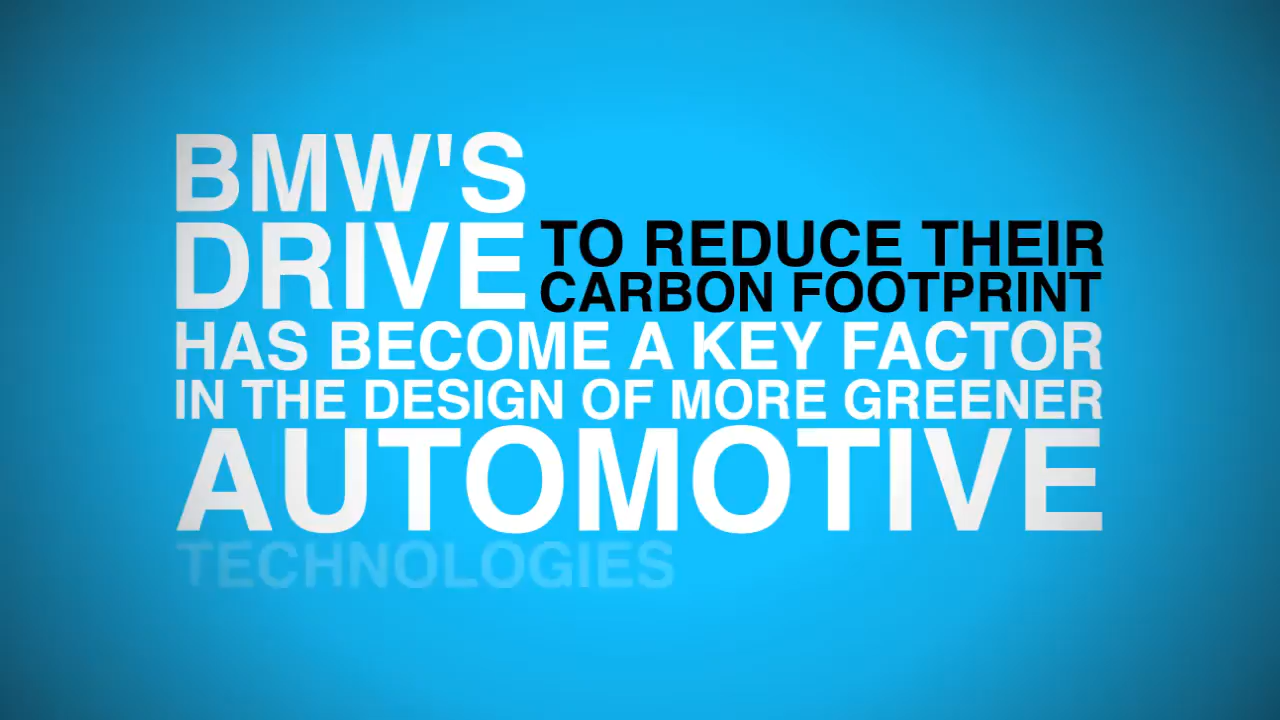 BMW'S
DRIVE TO REDUCE THEIR
CARBON FOOTPRINT
HAS BECOME A KEY FACTOR
IN THE DESIGN OF MORE GREENER
AUTOMOTIVE
TECHNOLOGIES